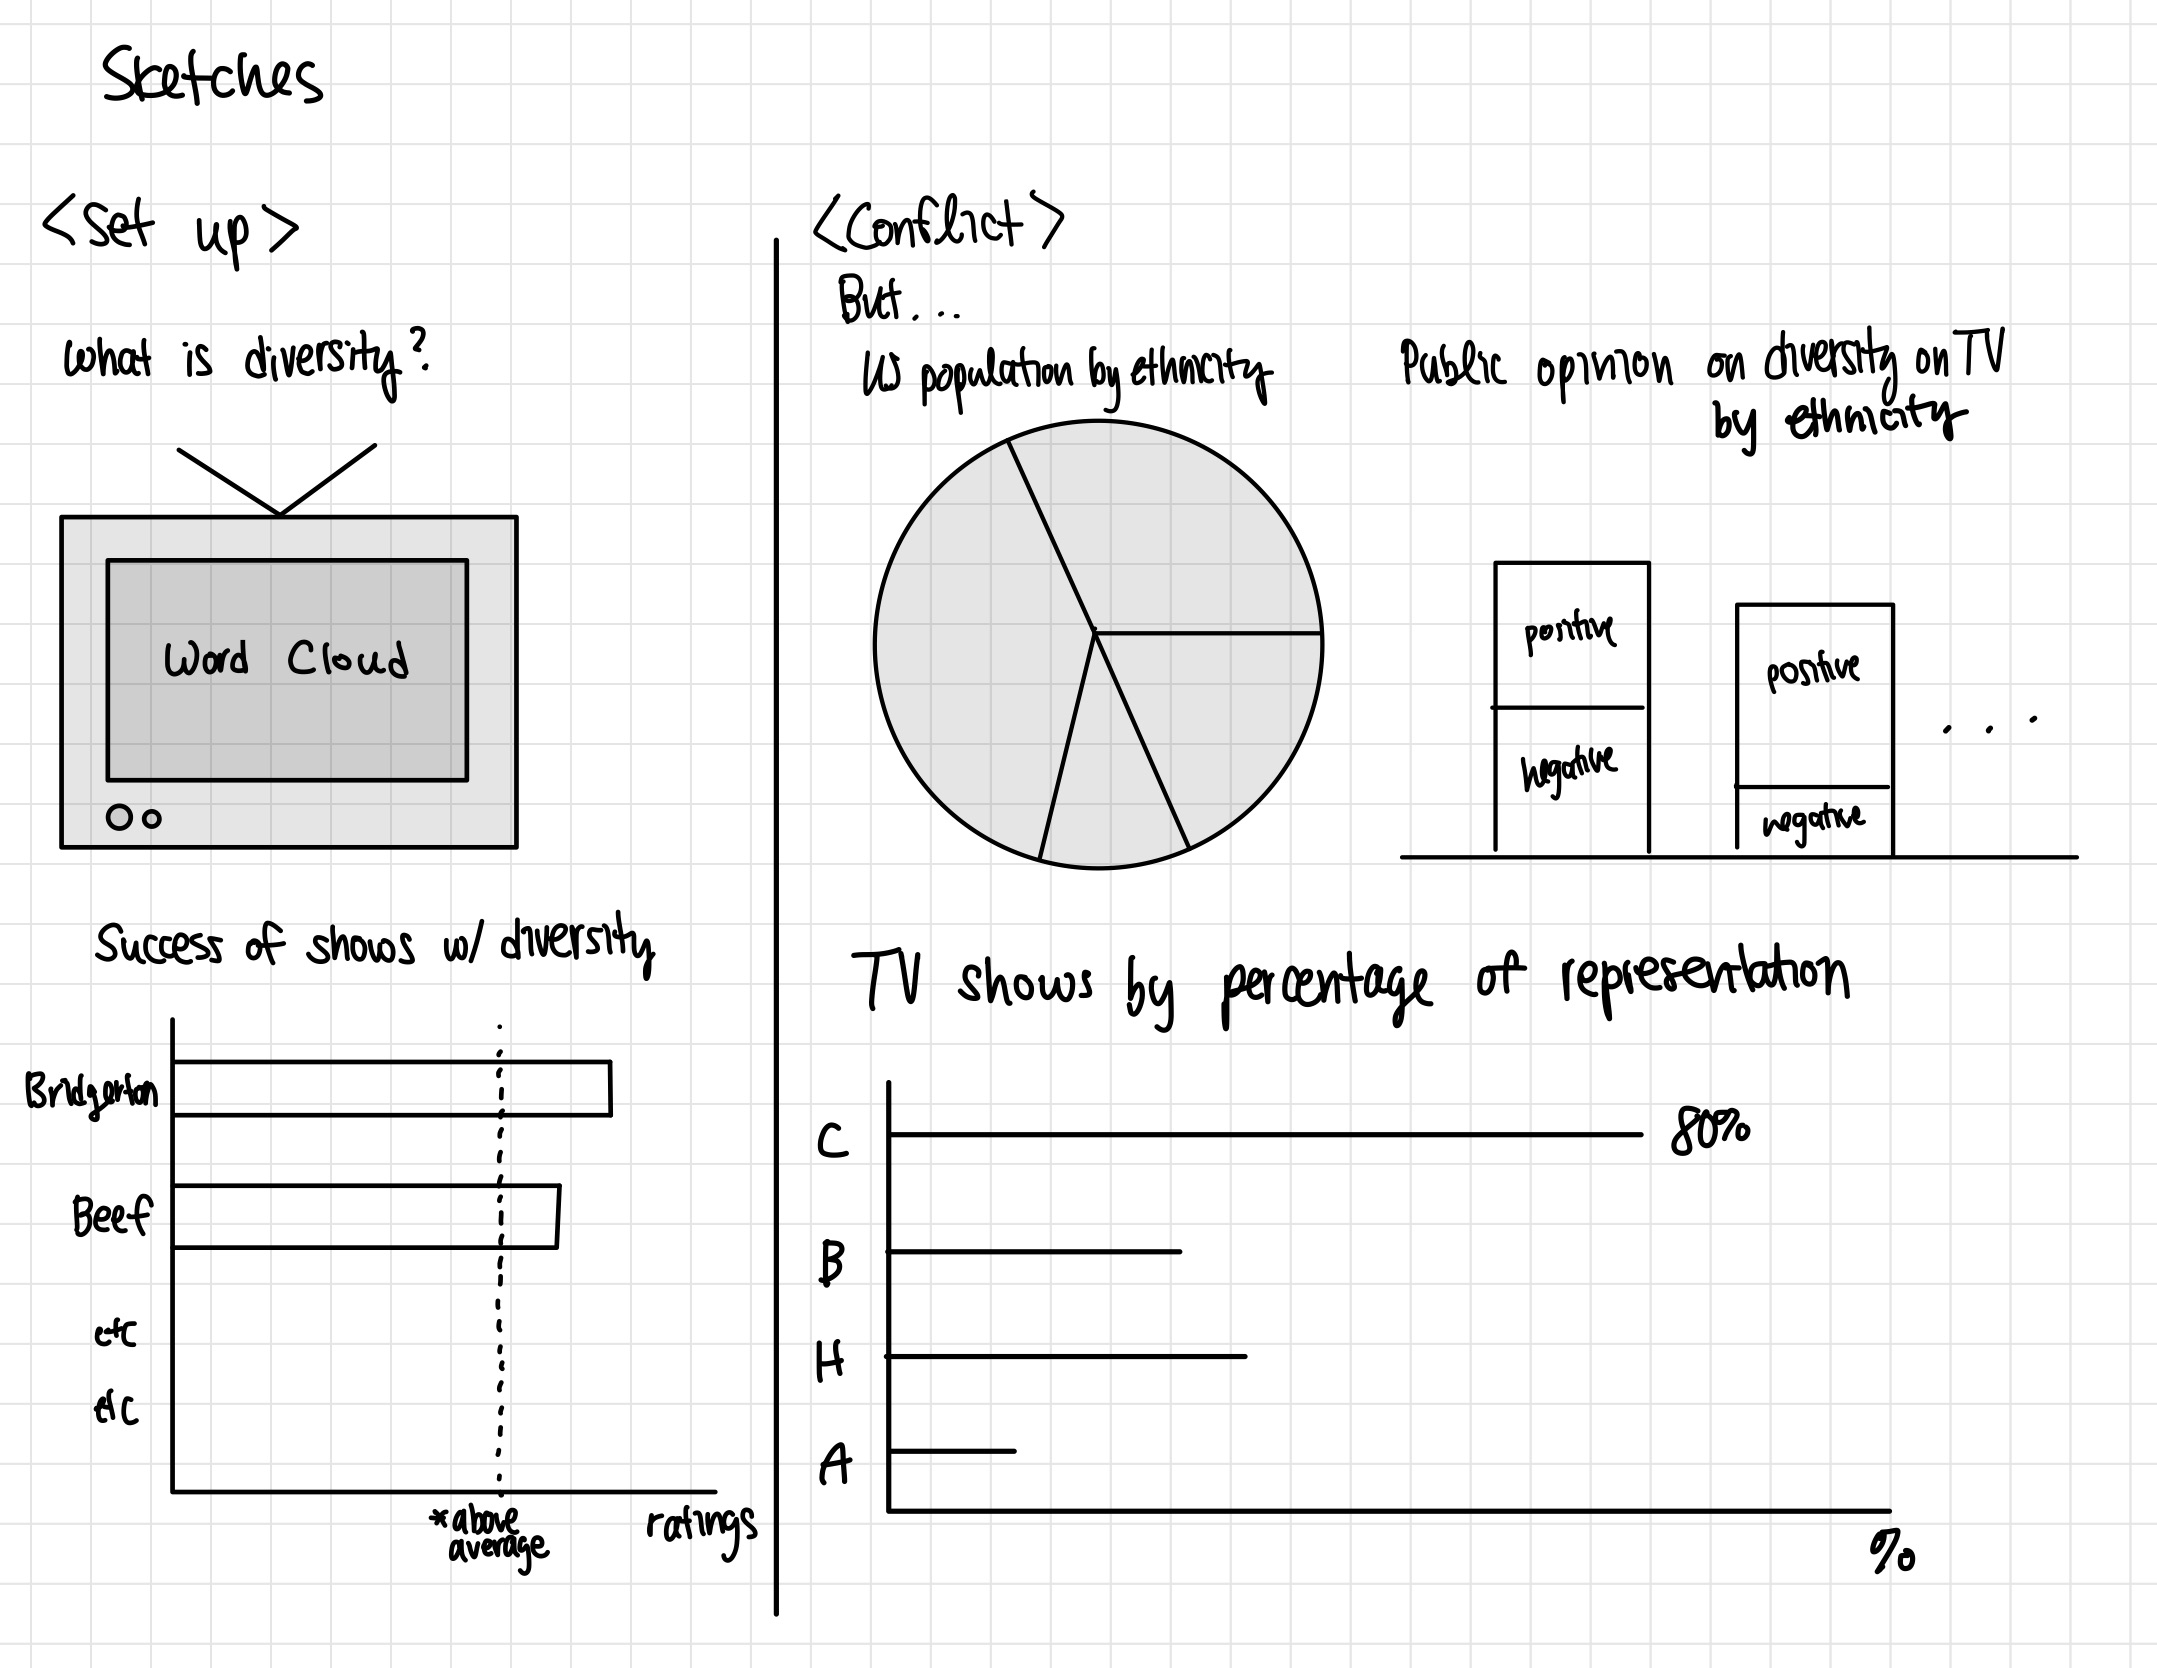 Sketches
<Set up>
What is diversity?
Word Cloud
Success of shows w/ diversity
Bridgerton
Beef
etc
etc
*above
average
ratings
<Conflict>
But...
US population by ethnicity
Public opinion on diversity on TV
by ethnicity
positive
negative
positive
negative
...
TV shows by percentage of representation
C
80%
B
H
A
%